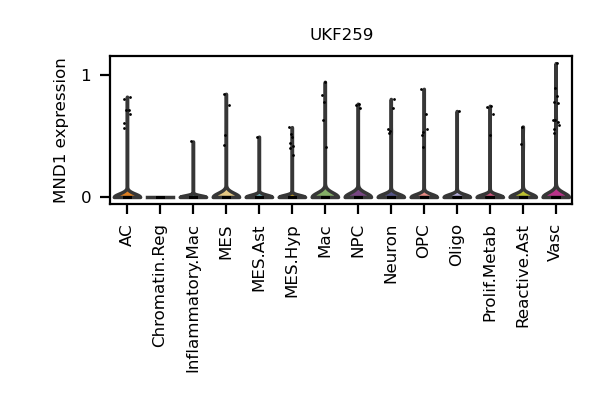 UKF259
MND1 expression
1
0
AC
Chromatin.Reg
Inflammatory.Mac
MES
MES.Ast
MES.Hyp
Mac
NPC
Neuron
OPC
Oligo
Prolif.Metab
Reactive.Ast
Vasc